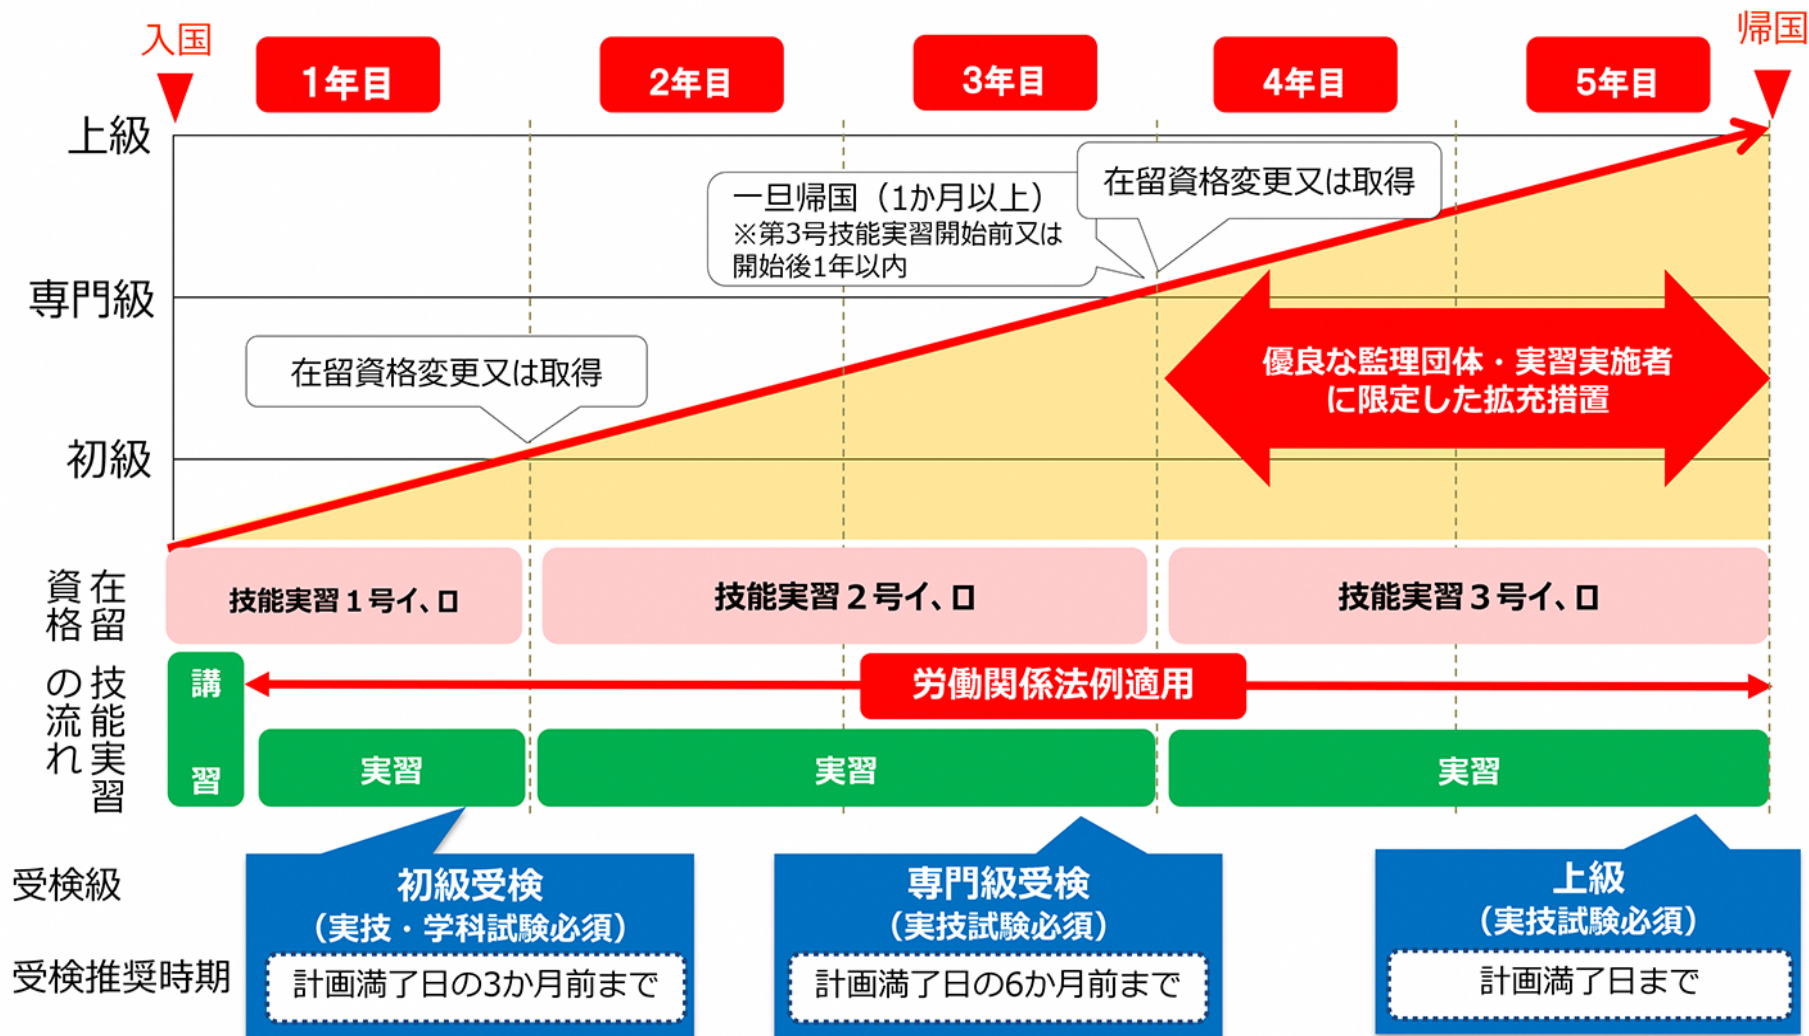 入国
帰国
1年目
2年目
3年目
4年目
5年目
上級
専門級
初級
一旦帰国（1か月以上）
※第3号技能実習開始前又は
開始後1年以内
在留資格変更又は取得
在留資格変更又は取得
優良な監理団体・実習実施者
に限定した拡充措置
在留資格
技能実習１号イ、ロ
技能実習２号イ、ロ
技能実習３号イ、ロ
技能実習の流れ
講習
労働関係法例適用
実習
実習
実習
受検級
初級受検
（実技・学科試験必須）
専門級受検
（実技試験必須）
上級
（実技試験必須）
受検推奨時期
計画満了日の3か月前まで
計画満了日の6か月前まで
計画満了日まで